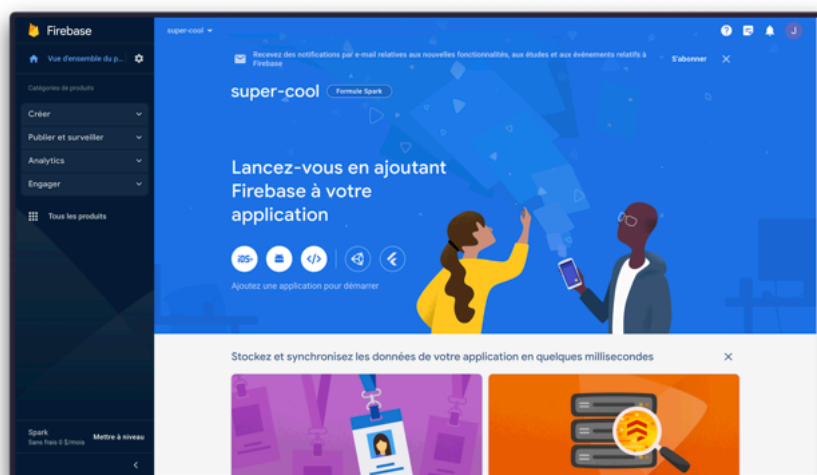 Firebase
super-cool
Vue d'ensemble du p...
Recevez des notifications par e-mail relatives aux nouvelles fonctionnalités, aux études et aux événements relatifs à
Firebase
S'abonner
J
Catégories de produits
super-cool
Formule Spark
Créer
Publier et surveiller
Analytics
Engager
Tous les produits
Lancez-vous en ajoutant
Firebase à votre
application
iOS+
</>
Ajoutez une application pour démarrer
Stockez et synchronisez les données de votre application en quelques millisecondes
Spark
Sans frais 0 $/mois
Mettre à niveau